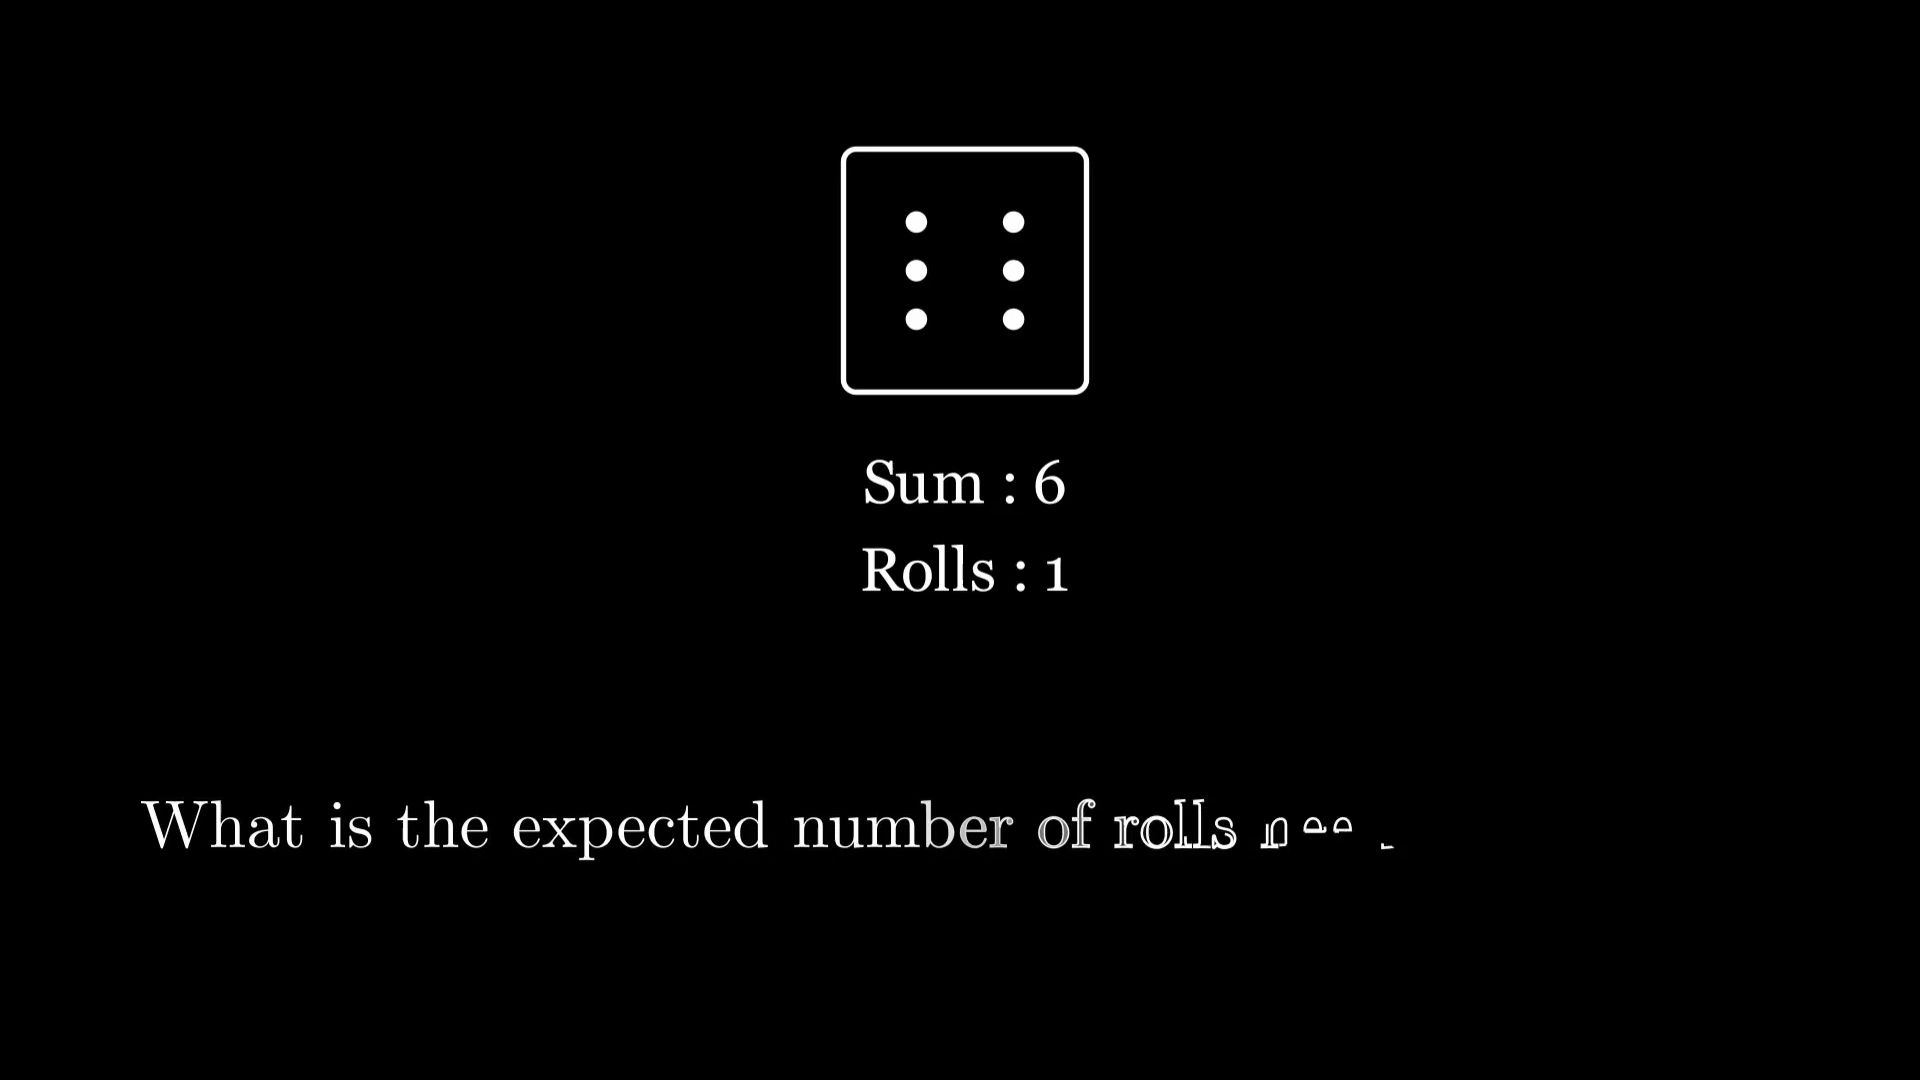 Sum : 6
Rolls : 1
What is the expected number of rolls